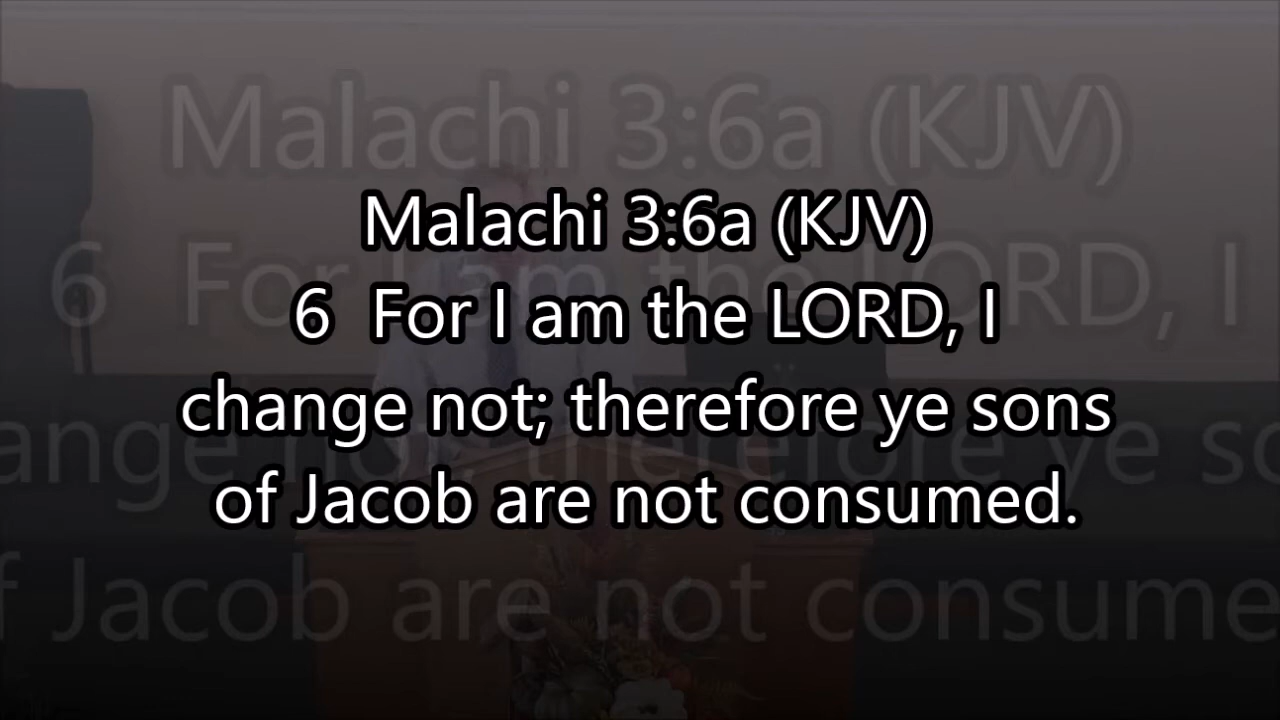 Malachi 3:6a (KJV)
6  For I am the LORD, I
change not; therefore ye sons
of Jacob are not consumed.